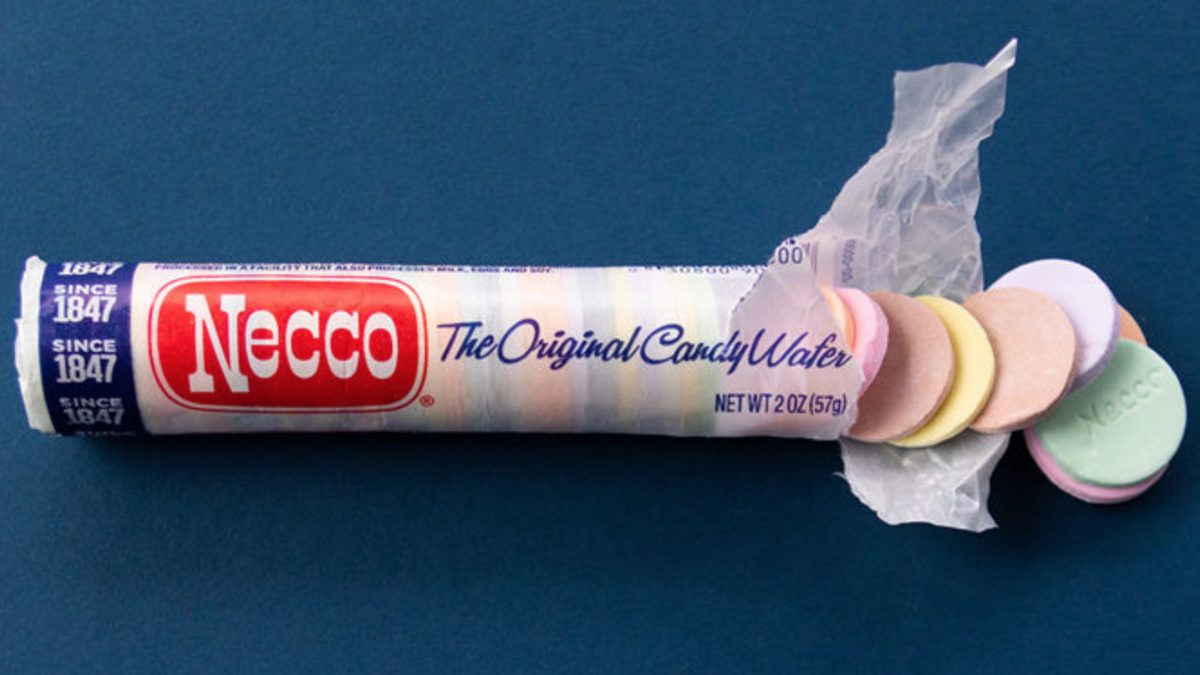 1847
SINCE
1847
SINCE
1847
SINCE
1847
PROCESSED IN A FACILITY THAT ALSO PROCESSES MILK, EGGS AND SOY.
Necco
®
The Original Candy Wafer
NET WT 2 OZ (57g)
Necco